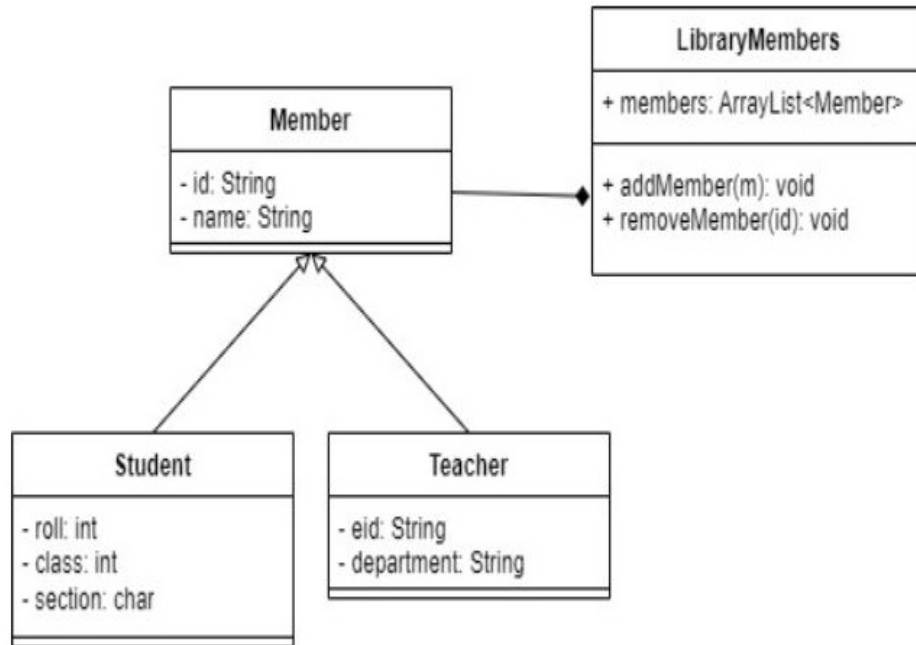 LibraryMembers
+ members: ArrayList<Member>
+ addMember(m): void
+ removeMember(id): void
Member
- id: String
- name: String
Student
- roll: int
- class: int
- section: char
Teacher
- eid: String
- department: String